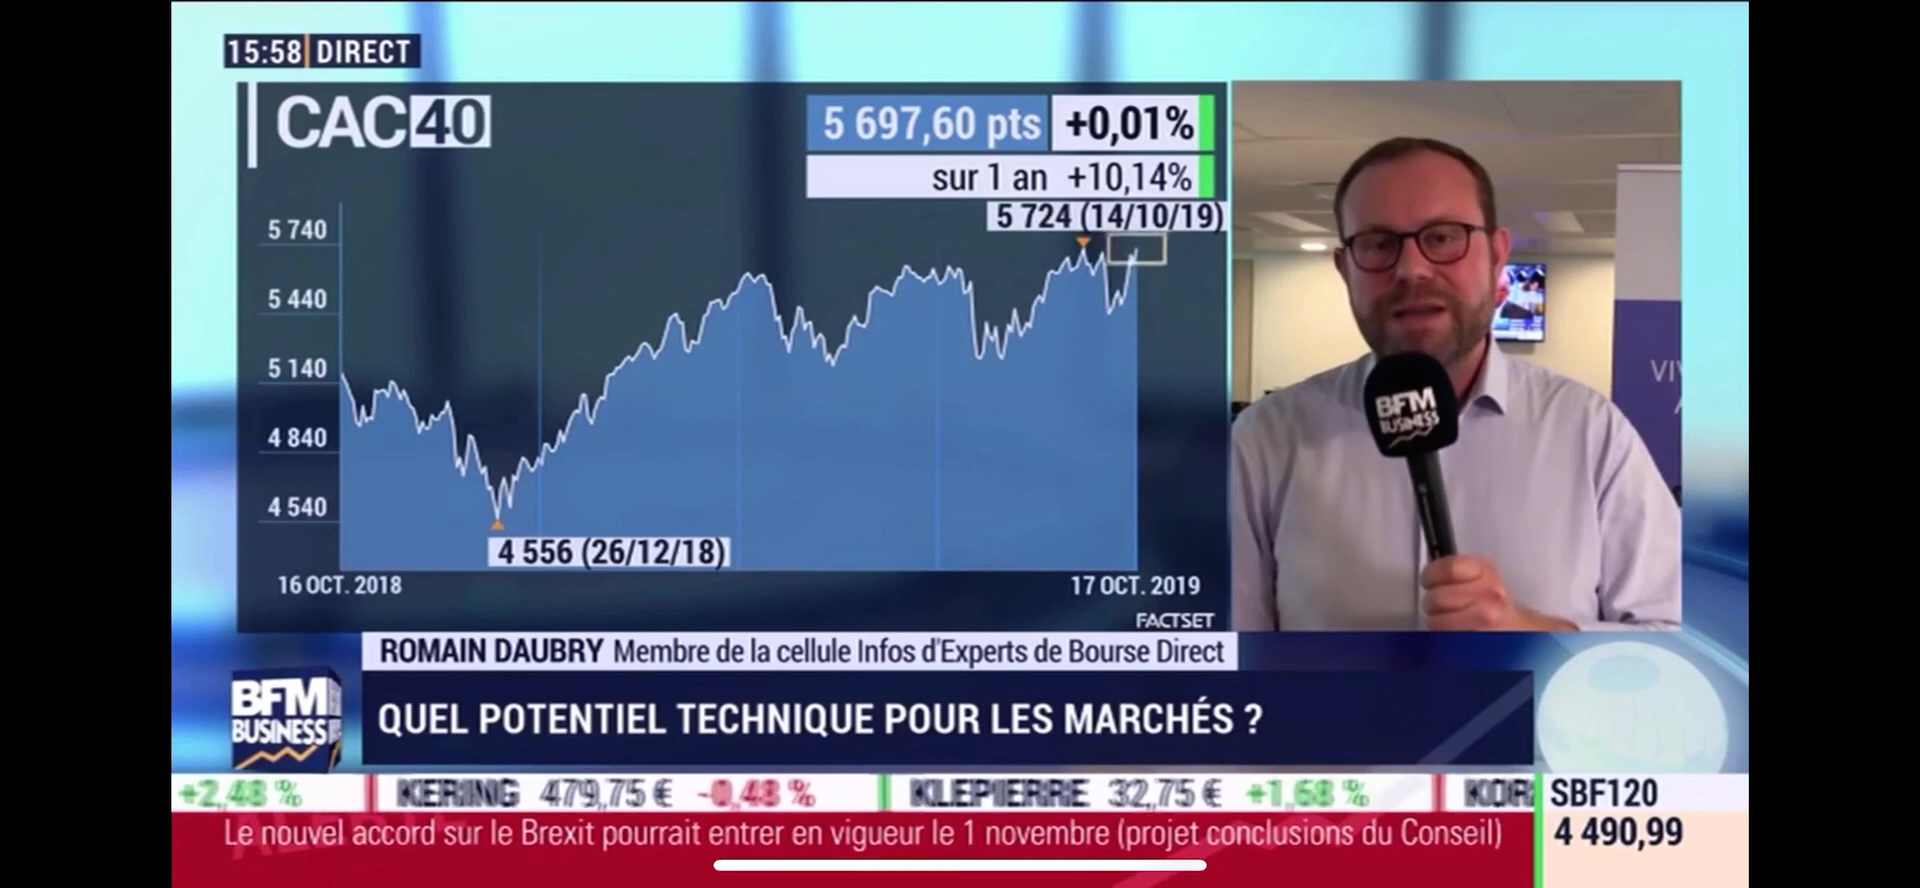 15:58 DIRECT
CAC40
5 697,60 pts +0,01%
sur 1 an +10,14%
5 724 (14/10/19)
5 740
5 440
5 140
4 840
4 540
4 556 (26/12/18)
16 OCT. 2018
17 OCT. 2019
FACTSET
BFM
BUSINESS
ROMAIN DAUBRY Membre de la cellule Infos d'Experts de Bourse Direct
BFM
BUSINESS
QUEL POTENTIEL TECHNIQUE POUR LES MARCHÉS ?
+2,48 % KERING 479,75 € -0,48 % KLEPIERRE 32,75 € +1,68 %
SBF120
Le nouvel accord sur le Brexit pourrait entrer en vigueur le 1 novembre (projet conclusions du Conseil)
4 490,99